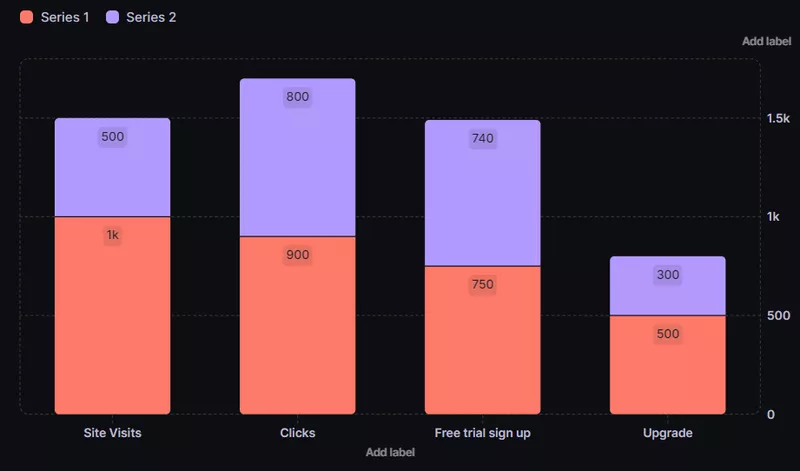 Series 1 Series 2
Add label
800
500 740 1.5k
1k 900 1k
750 300
500 500
0
Site Visits Clicks Free trial sign up Upgrade
Add label